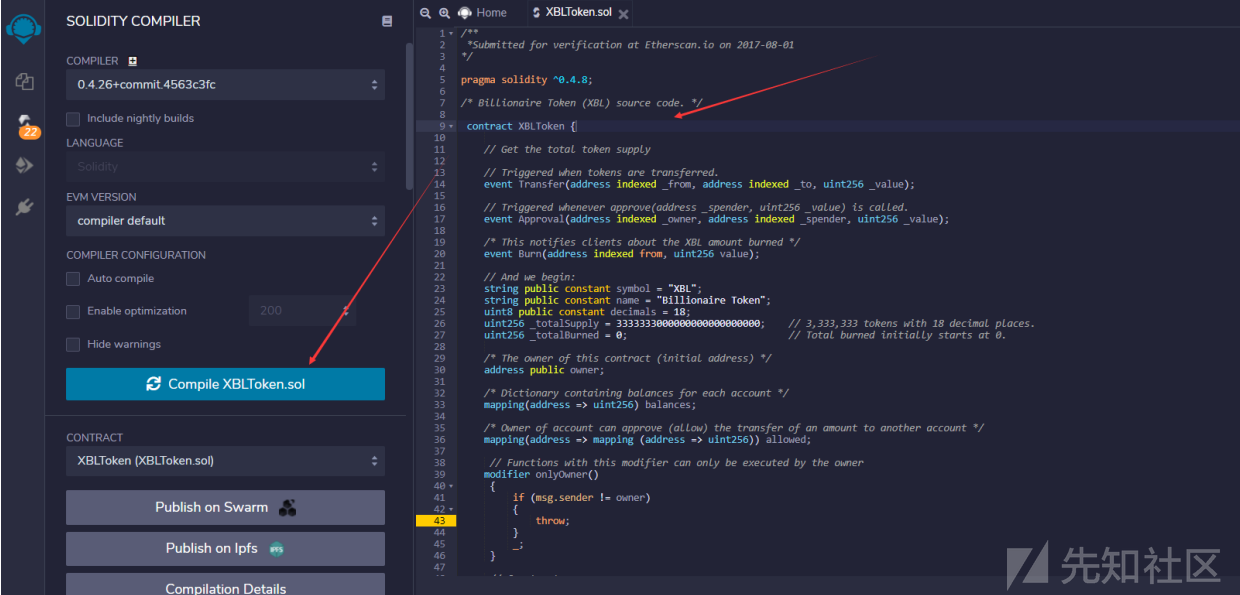 SOLIDITY COMPILER
COMPILER
0.4.26+commit.4563c3fc
Include nightly builds
LANGUAGE
Solidity
EVM VERSION
compiler default
COMPILER CONFIGURATION
Auto compile
Enable optimization
200
Hide warnings
Compile XBLToken.sol
CONTRACT
XBLToken (XBLToken.sol)
Publish on Swarm
Publish on Ipfs
IPFS
Compilation Details
22
Home
XBLToken.sol
1 /**
2 *Submitted for verification at Etherscan.io on 2017-08-01
3 */
4
5 pragma solidity ^0.4.8;
6
7 /* Billionaire Token (XBL) source code. */
8
9 contract XBLToken {
10
11 // Get the total token supply
12
13 // Triggered when tokens are transferred.
14 event Transfer(address indexed _from, address indexed _to, uint256 _value);
15
16 // Triggered whenever approve(address _spender, uint256 _value) is called.
17 event Approval(address indexed _owner, address indexed _spender, uint256 _value);
18
19 /* This notifies clients about the XBL amount burned */
20 event Burn(address indexed from, uint256 value);
21
22 // And we begin:
23 string public constant symbol = "XBL";
24 string public constant name = "Billionaire Token";
25 uint8 public constant decimals = 18;
26 uint256 _totalSupply = 3333333000000000000000000; // 3,333,333 tokens with 18 decimal places.
27 uint256 _totalBurned = 0; // Total burned initially starts at 0.
28
29 /* The owner of this contract (initial address) */
30 address public owner;
31
32 /* Dictionary containing balances for each account */
33 mapping(address => uint256) balances;
34
35 /* Owner of account can approve (allow) the transfer of an amount to another account */
36 mapping(address => mapping (address => uint256)) allowed;
37
38 // Functions with this modifier can only be executed by the owner
39 modifier onlyOwner()
40 {
41 if (msg.sender != owner)
42 {
43 throw;
44 }
45 _;
46 }
47
先知社区